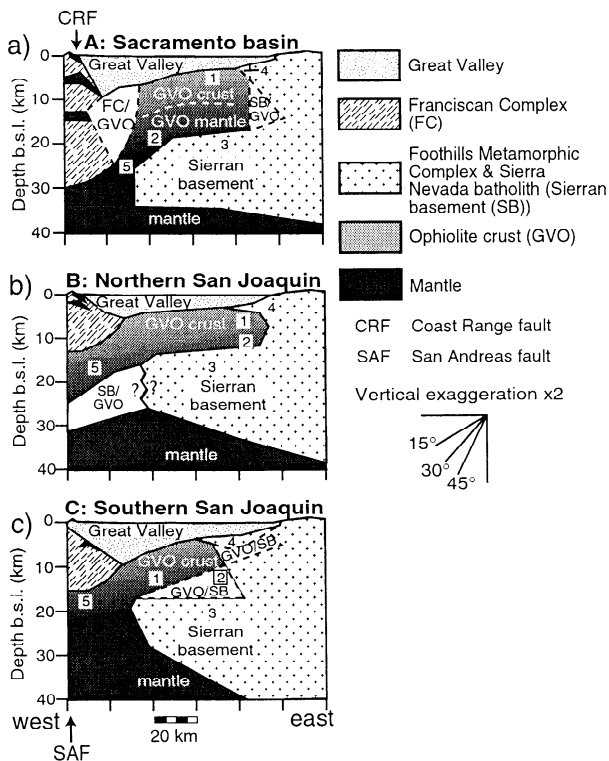 CRF
a) A: Sacramento basin
0
10
20
30
40
Depth b.s.l. (km)
Great Valley
4
1
GVO crust
FC/
GVO
SB/
GVO
GVO mantle
2
3
5
Sierran
basement
mantle
b) B: Northern San Joaquin
0
10
20
30
40
Depth b.s.l. (km)
Great Valley
4
GVO crust
1
2
5
3
SB/
GVO
? ?
Sierran
basement
mantle
c) C: Southern San Joaquin
0
10
20
30
40
Depth b.s.l. (km)
Great Valley
4
GVO/SB
GVO crust
1
2
GVO/SB
5
3
Sierran
basement
mantle
west
east
20 km
SAF
Great Valley
Franciscan Complex
(FC)
Foothills Metamorphic
Complex & Sierra
Nevada batholith (Sierran
basement (SB))
Ophiolite crust (GVO)
Mantle
CRF Coast Range fault
SAF San Andreas fault
Vertical exaggeration x2
15°
30°
45°